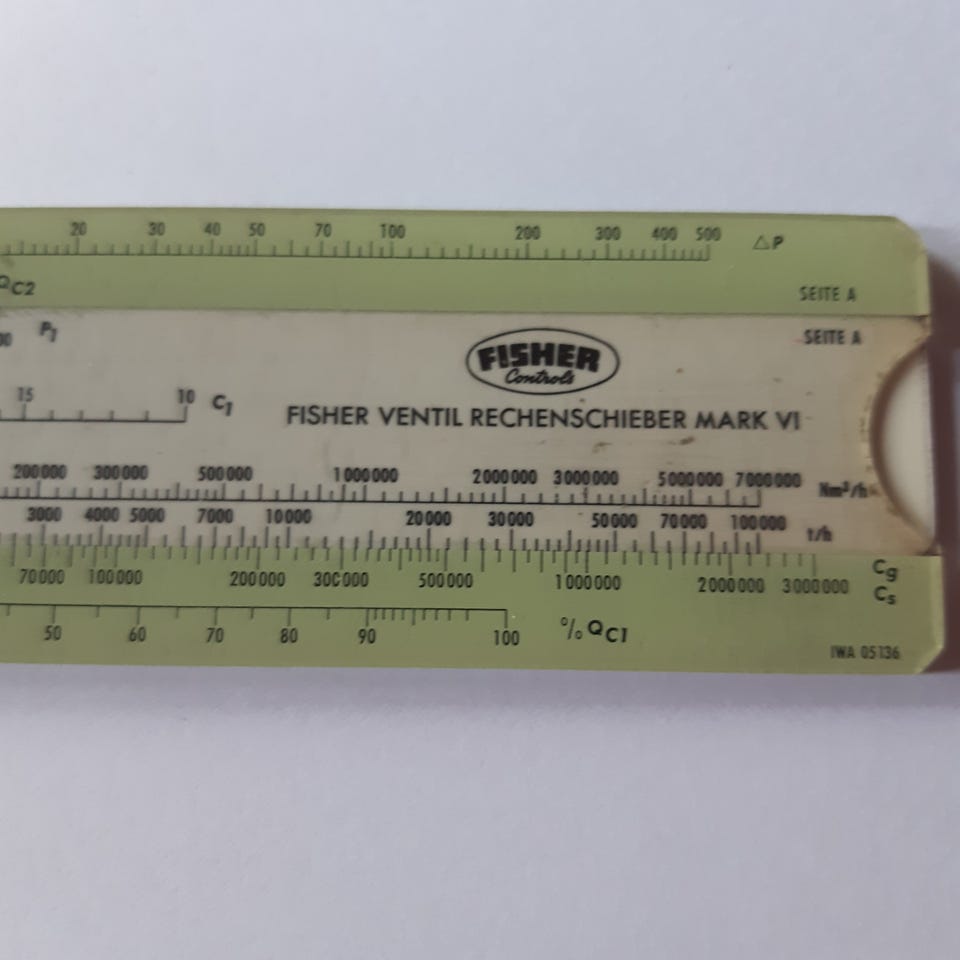 20 30 40 50 70 100 200 300 400 500 △P
QC2 SEITE A
00 P1 SEITE A
FISHER
Controls
15 10 C1
FISHER VENTIL RECHENSCHIEBER MARK VI
200000 300000 500000 1000000 2000000 3000000 5000000 7000000 Nm³/h
3000 4000 5000 7000 10000 20000 30000 50000 70000 100000 t/h
70000 100000 200000 300000 500000 1000000 2000000 3000000 Cg
Cs
50 60 70 80 90 100 % QC1
IWA 05136